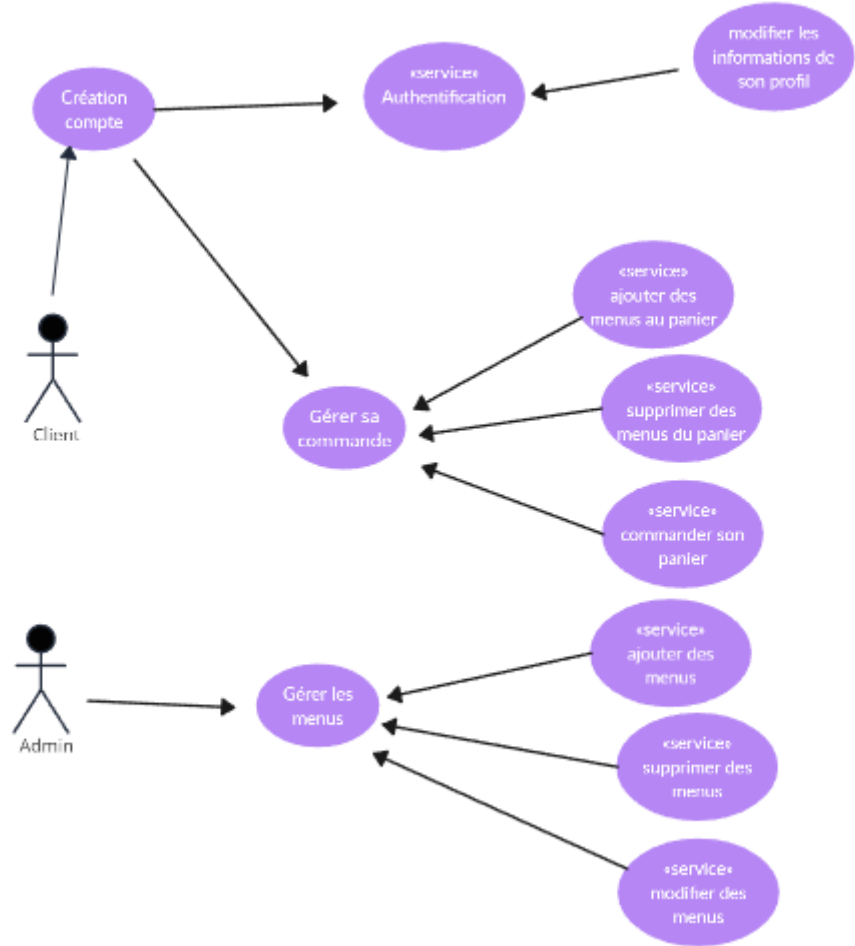 modifier les
informations de
son profil
«service»
Authentification
Création
compte
«service»
ajouter des
menus au panier
«service»
supprimer des
menus du panier
Gérer sa
commande
Client
«service»
commander son
panier
«service»
ajouter des
menus
Gérer les
menus
Admin
«service»
supprimer des
menus
«service»
modifier des
menus